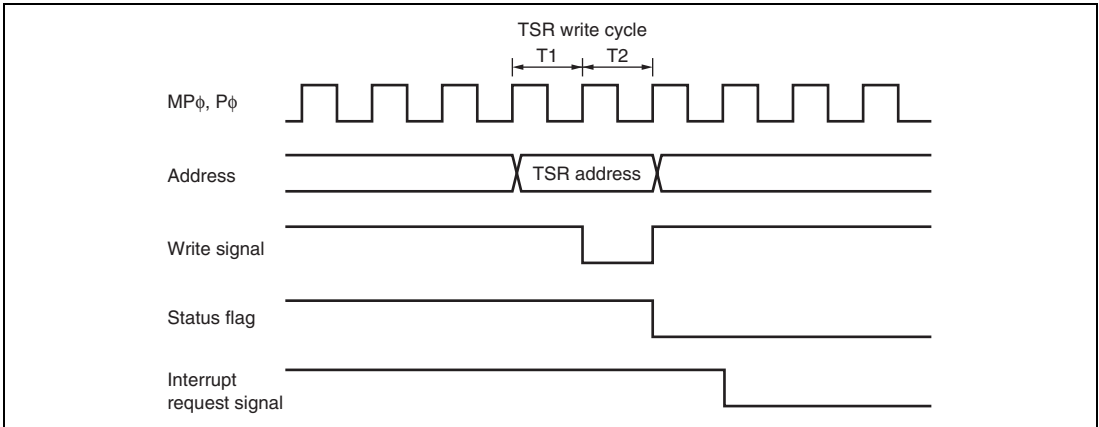 TSR write cycle
T1 T2
MPφ, Pφ
Address
TSR address
Write signal
Status flag
Interrupt
request signal